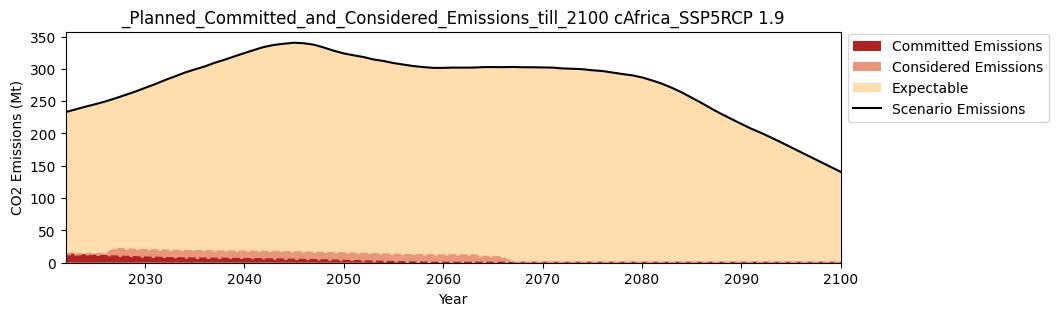 _Planned_Committed_and_Considered_Emissions_till_2100 cAfrica_SSP5RCP 1.9
350
300
250
200
150
100
50
0
CO2 Emissions (Mt)
2030 2040 2050 2060 2070 2080 2090 2100
Year
Committed Emissions
Considered Emissions
Expectable
Scenario Emissions